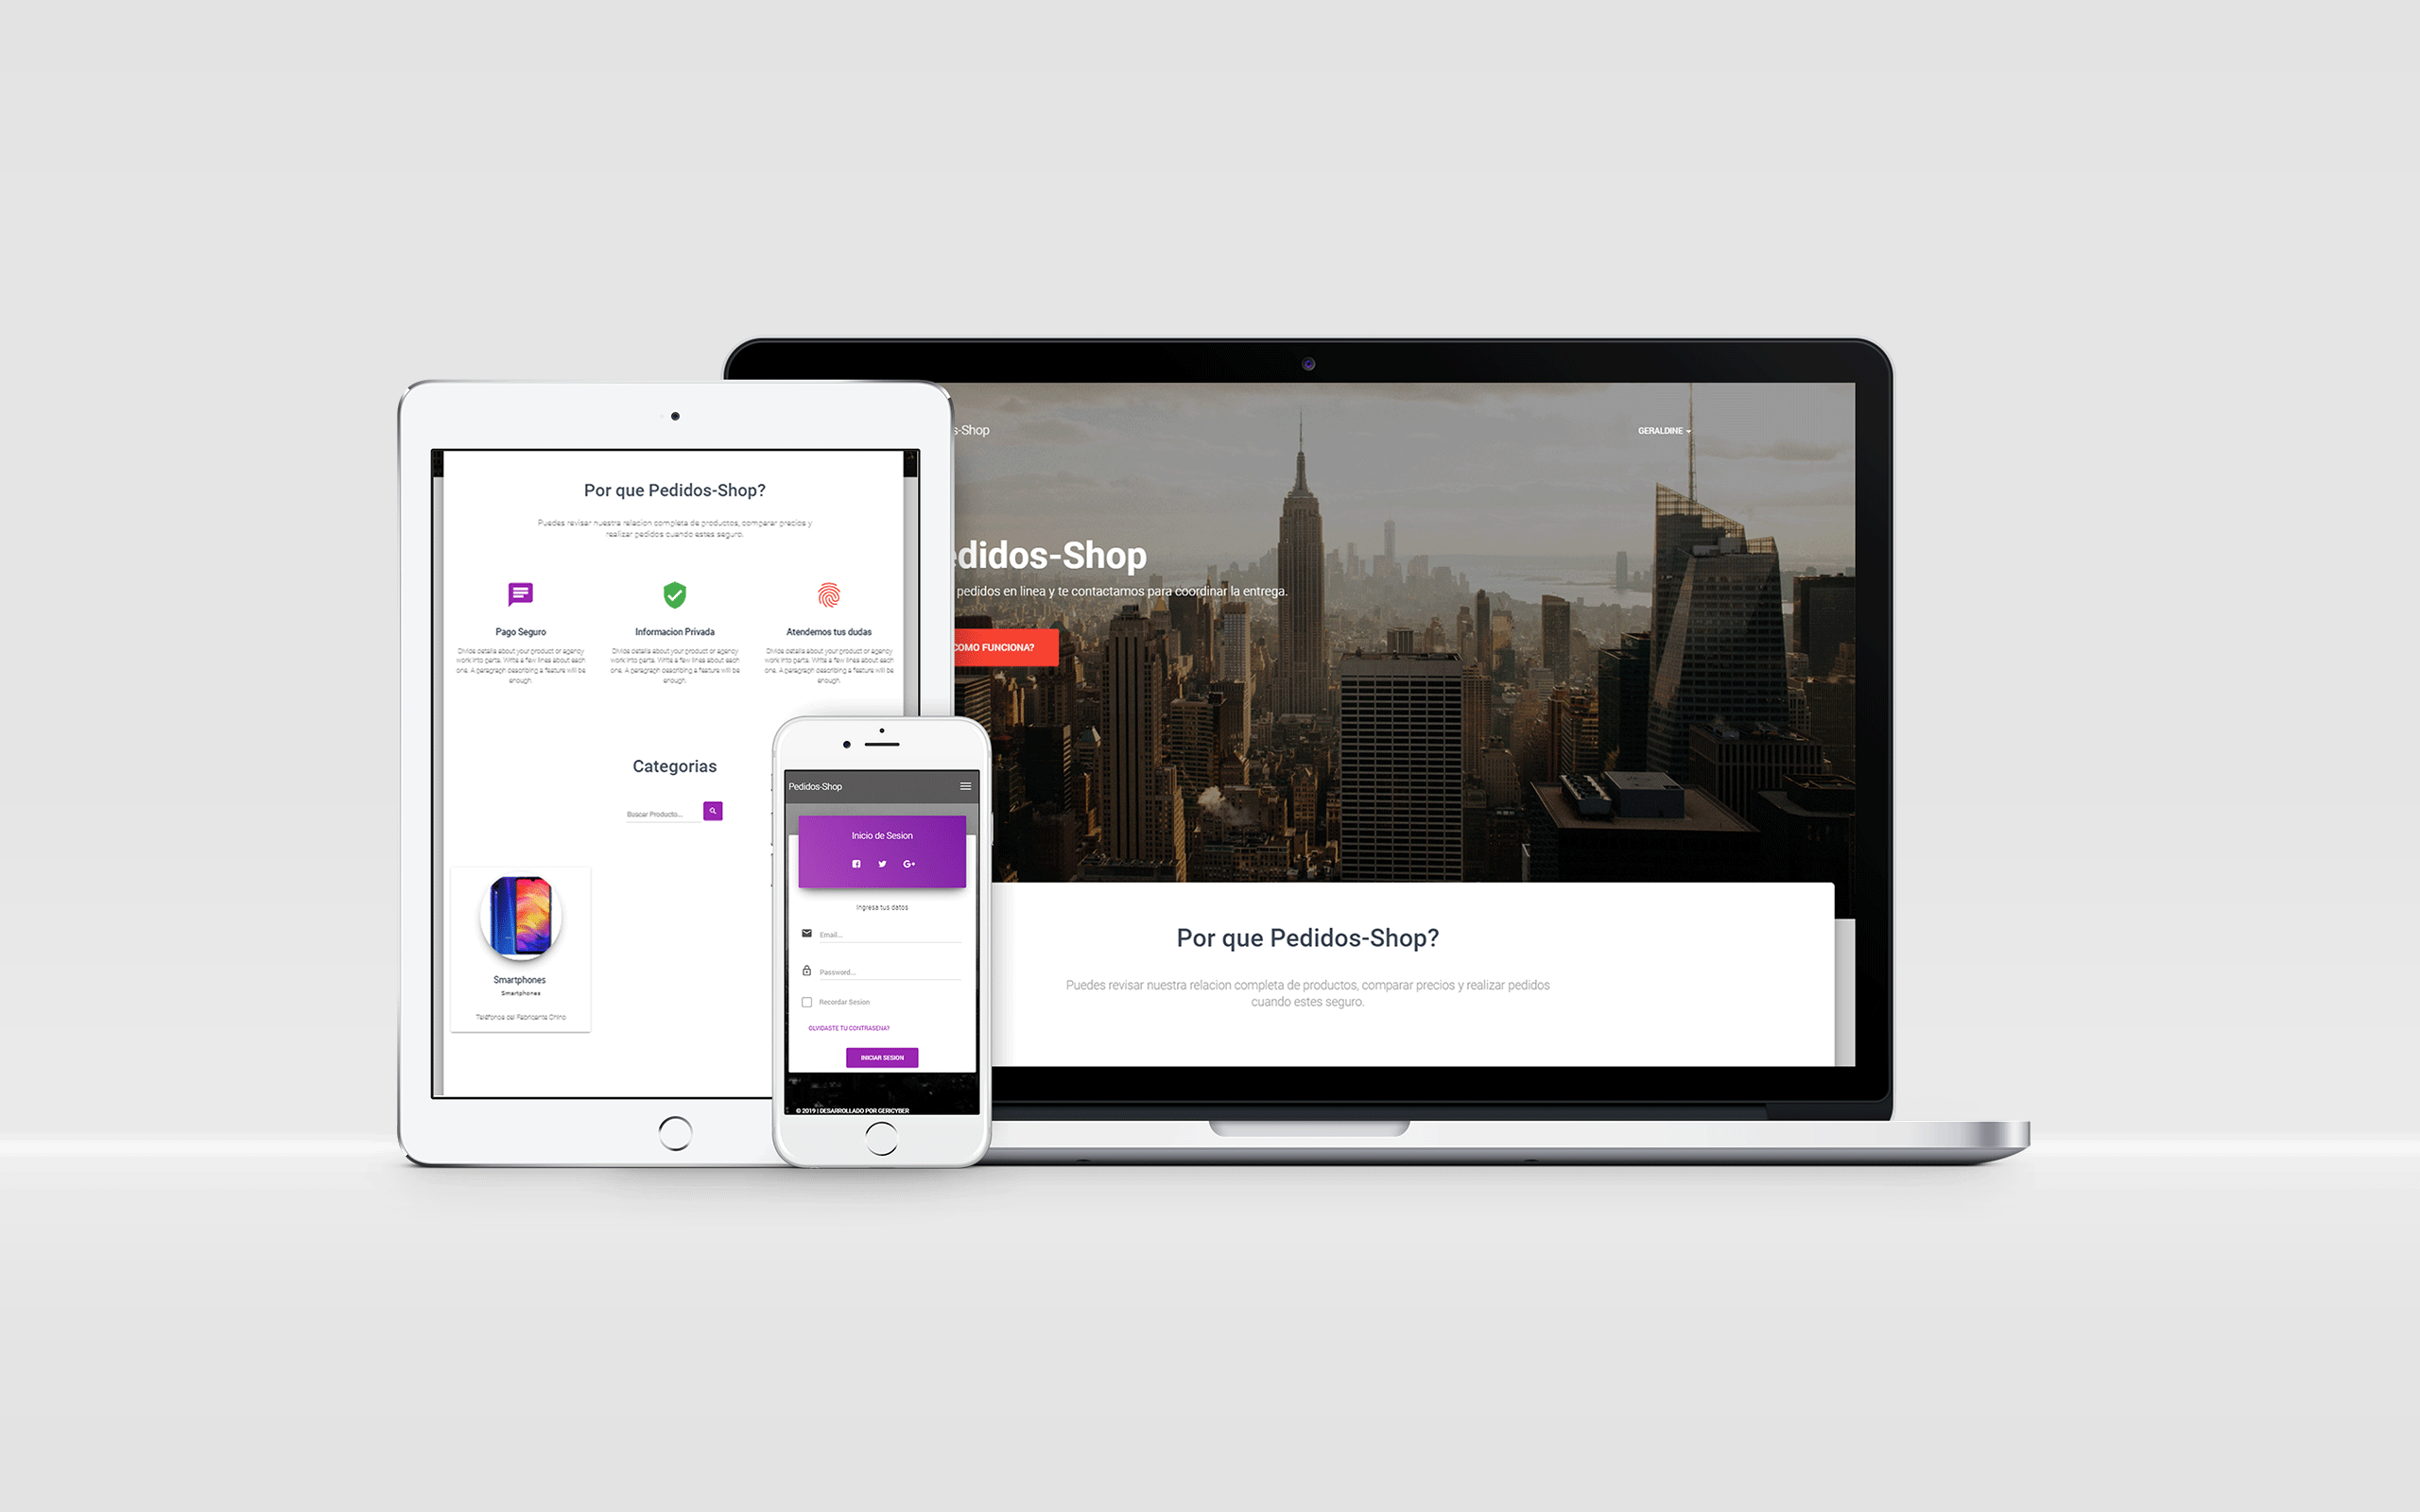 Por que Pedidos-Shop?
Puedes revisar nuestra relacion completa de productos, comparar precios y
realizar pedidos cuando estes seguro.
Pago Seguro
Divide details about your product or agency
work into parts. Write a few lines about each
one. A paragraph describing a feature will be
enough.
Informacion Privada
Divide details about your product or agency
work into parts. Write a few lines about each
one. A paragraph describing a feature will be
enough.
Atendemos tus dudas
Divide details about your product or agency
work into parts. Write a few lines about each
one. A paragraph describing a feature will be
enough.
Categorias
Buscar Producto...
Smartphones
Smartphones
Teléfonos del Fabricante Chino
Pedidos-Shop
Inicio de Sesion
G+
Ingresa tus datos
Email...
Password...
Recordar Sesion
OLVIDASTE TU CONTRASENA?
INICIAR SESION
© 2019 | DESARROLLADO POR GERICYBER
s-Shop
GERALDINE
edidos-Shop
pedidos en linea y te contactamos para coordinar la entrega.
COMO FUNCIONA?
Por que Pedidos-Shop?
Puedes revisar nuestra relacion completa de productos, comparar precios y realizar pedidos
cuando estes seguro.